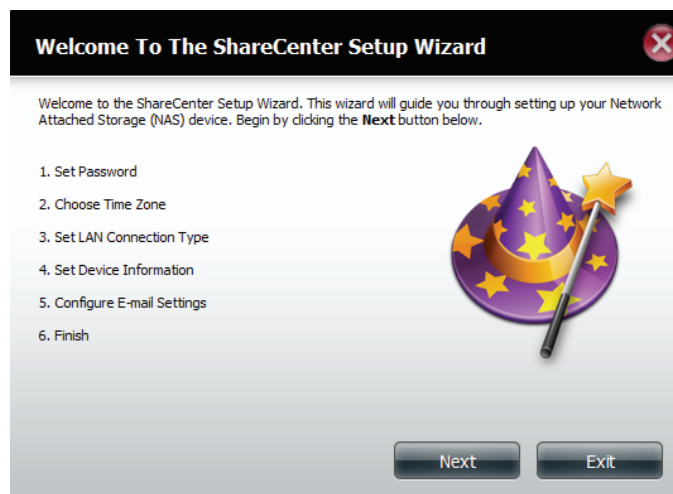 Welcome To The ShareCenter Setup Wizard
Welcome to the ShareCenter Setup Wizard. This wizard will guide you through setting up your Network
Attached Storage (NAS) device. Begin by clicking the Next button below.
1. Set Password
2. Choose Time Zone
3. Set LAN Connection Type
4. Set Device Information
5. Configure E-mail Settings
6. Finish
Next
Exit